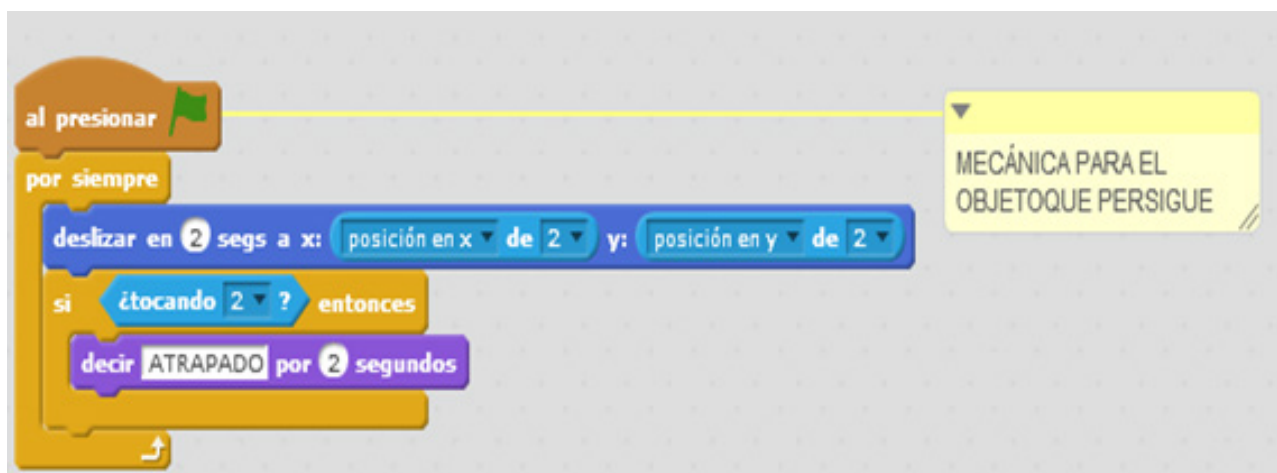 al presionar
por siempre
deslizar en 2 segs a x: posición en x de 2 y: posición en y de 2
si ¿tocando 2 ? entonces
decir ATRAPADO por 2 segundos
MECÁNICA PARA EL
OBJETOQUE PERSIGUE